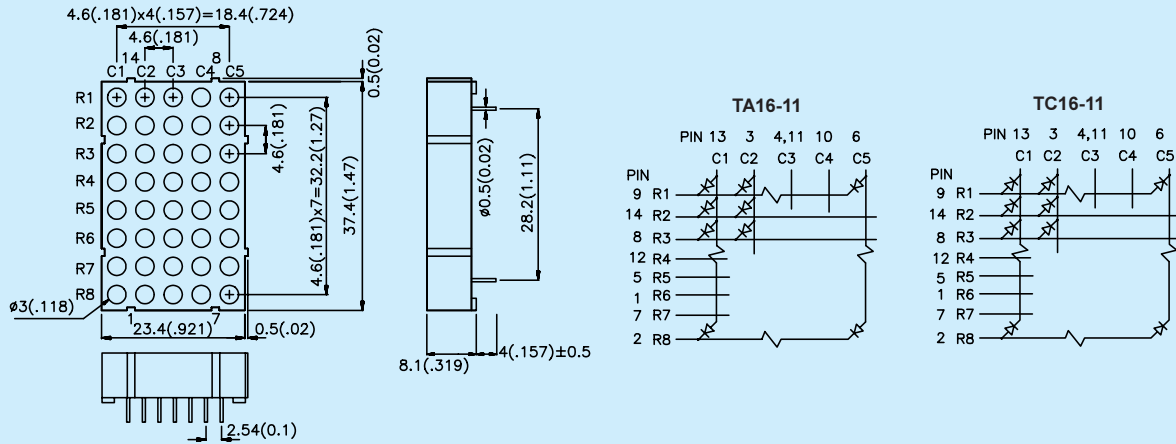 4.6(.181)x4(.157)=18.4(.724)
4.6(.181)
14 8
C1 C2 C3 C4 C5
R1
R2
R3
R4
R5
R6
R7
R8
ø3(.118)
1 7
23.4(.921)
0.5(0.02)
0.5(0.02)
4.6(.181)
4.6(.181)x7=32.2(1.27)
37.4(1.47)
2.54(0.1)
ø0.5(0.02)
28.2(1.11)
8.1(.319)
4(.157)±0.5
TA16-11
PIN 13 3 4,11 10 6
C1 C2 C3 C4 C5
PIN
9 R1
14 R2
8 R3
12 R4
5 R5
1 R6
7 R7
2 R8
TC16-11
PIN 13 3 4,11 10 6
C1 C2 C3 C4 C5
PIN
9 R1
14 R2
8 R3
12 R4
5 R5
1 R6
7 R7
2 R8